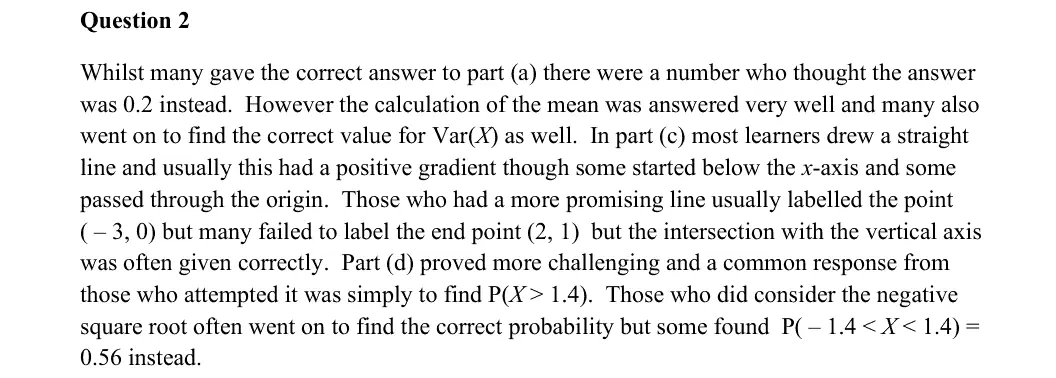 Question 2
Whilst many gave the correct answer to part (a) there were a number who thought the answer
was 0.2 instead.  However the calculation of the mean was answered very well and many also
went on to find the correct value for Var(X) as well.  In part (c) most learners drew a straight
line and usually this had a positive gradient though some started below the x-axis and some
passed through the origin.  Those who had a more promising line usually labelled the point
( – 3, 0) but many failed to label the end point (2, 1)  but the intersection with the vertical axis
was often given correctly.  Part (d) proved more challenging and a common response from
those who attempted it was simply to find P(X > 1.4).  Those who did consider the negative
square root often went on to find the correct probability but some found  P( – 1.4 < X < 1.4) =
0.56 instead.